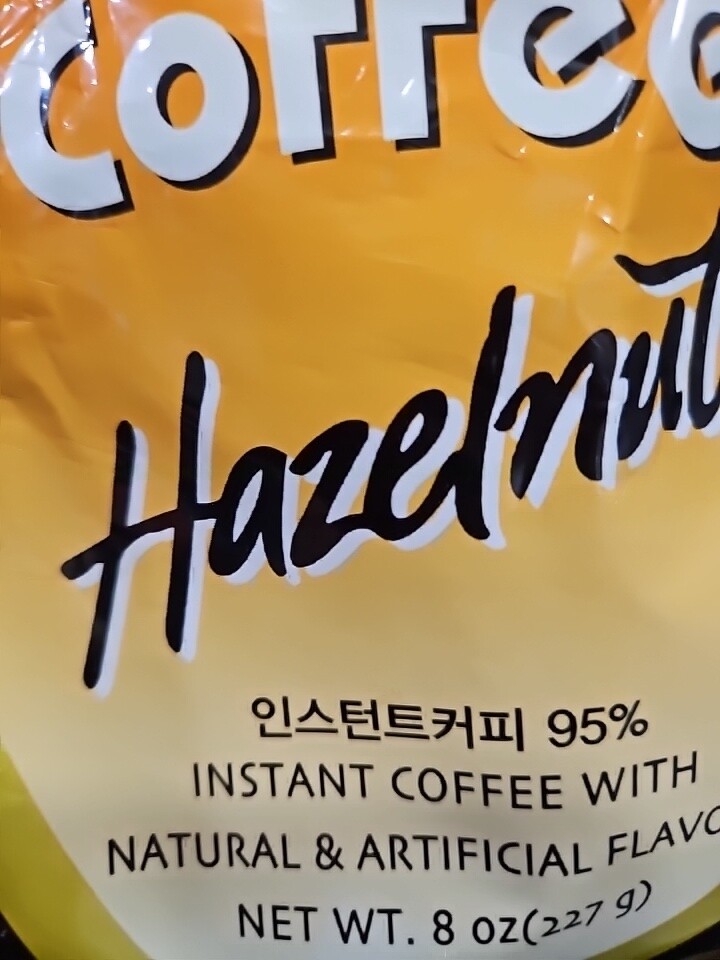 Coffee
Hazelnut
인스턴트커피 95%
INSTANT COFFEE WITH
NATURAL & ARTIFICIAL FLAVO
NET WT. 8 oz(227 g)